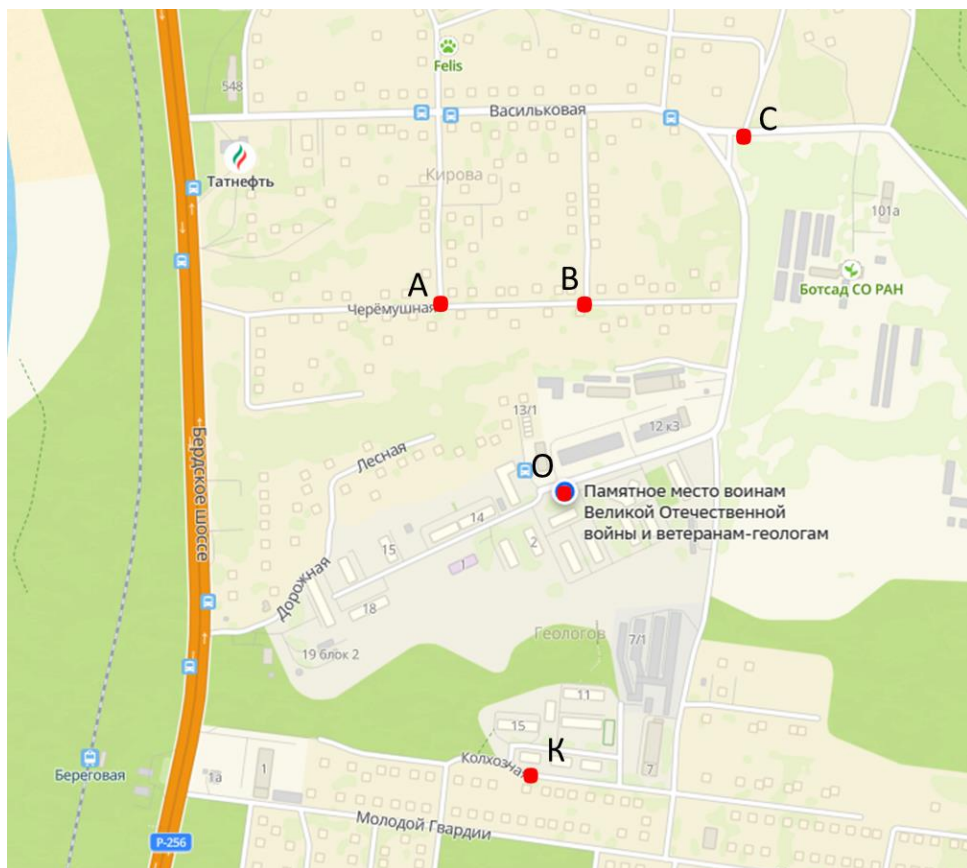 Felis
548
Васильковая
С
Татнефть
Кирова
101а
Ботсад СО РАН
А
В
Черёмушная
13/1
12 к3
Бердское шоссе
Лесная
О
Памятное место воинам
Великой Отечественной
войны и ветеранам-геологам
14
15
2
1
Дорожная
18
Геологов
7/1
19 блок 2
11
15
К
Колхозная
Береговая
1а
1
7
Молодой Гвардии
Р-256